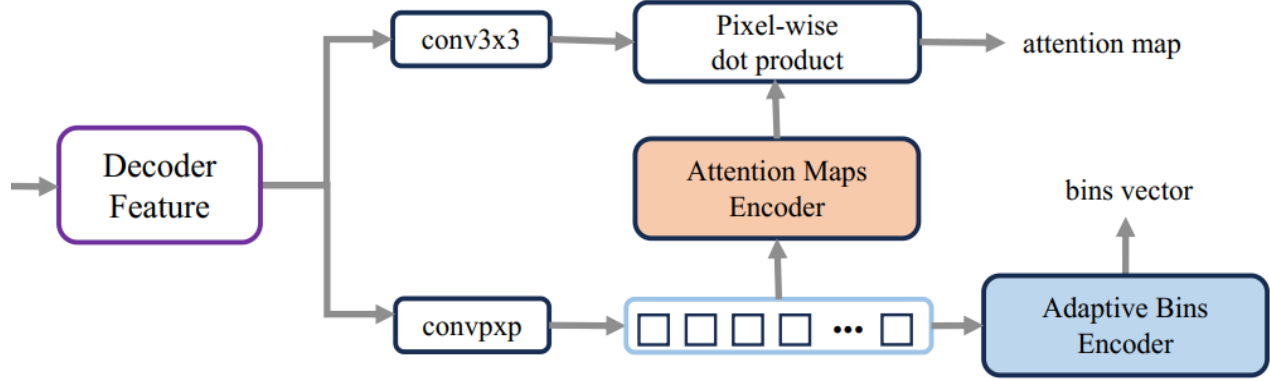 conv3x3
Pixel-wise
dot product
attention map
Decoder
Feature
Attention Maps
Encoder
bins vector
convpxp
...
Adaptive Bins
Encoder